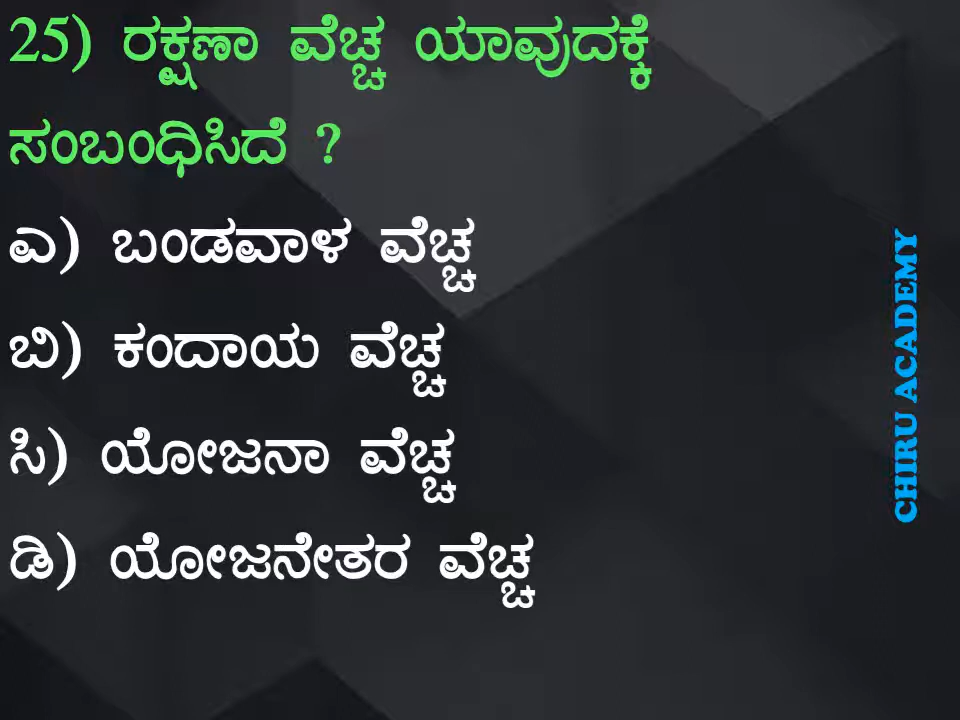 25) ರಕ್ಷಣಾ ವೆಚ್ಚ ಯಾವುದಕ್ಕೆ
ಸಂಬಂಧಿಸಿದೆ ?
ಎ) ಬಂಡವಾಳ ವೆಚ್ಚ
ಬಿ) ಕಂದಾಯ ವೆಚ್ಚ
ಸಿ) ಯೋಜನಾ ವೆಚ್ಚ
ಡಿ) ಯೋಜನೇತರ ವೆಚ್ಚ
CHIRU ACADEMY